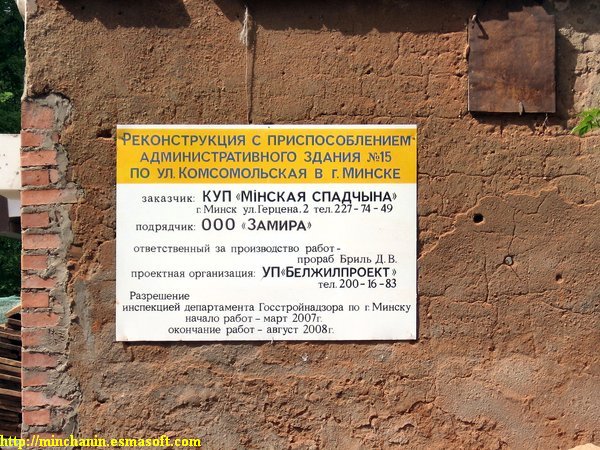 РЕКОНСТРУКЦИЯ С ПРИСПОСОБЛЕНИЕМ
АДМИНИСТРАТИВНОГО ЗДАНИЯ №15
ПО УЛ. КОМСОМОЛЬСКАЯ В Г. МИНСКЕ
заказчик: КУП «МІНСКАЯ СПАДЧЫНА»
г. Минск ул. Герцена. 2 тел. 227-74-49
подрядчик: ООО «ЗАМИРА»
ответственный за производство работ-
прораб Бриль Д.В.
проектная организация: УП«БЕЛЖИЛПРОЕКТ»
тел. 200-16-83
Разрешение
инспекцией департамента Госстройнадзора по г. Минску
начало работ- март 2007г.
окончание работ- август 2008г.
http://minchanin.esmasoft.com